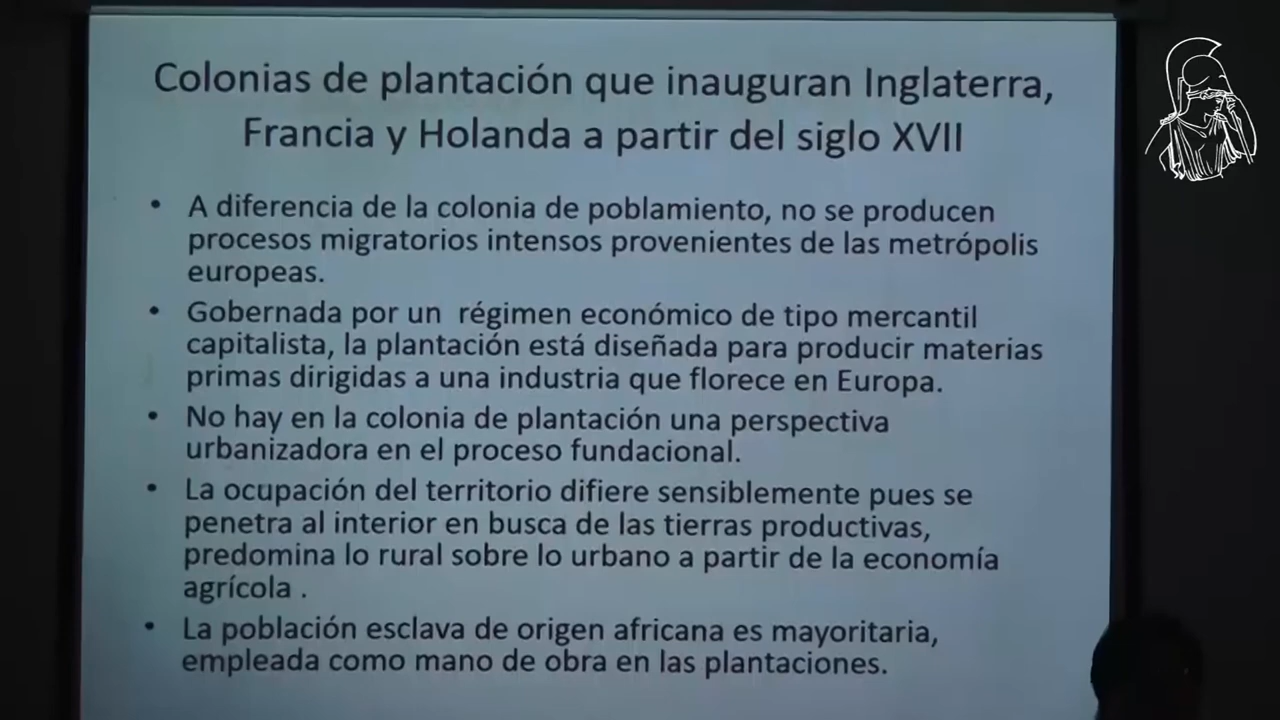 Colonias de plantación que inauguran Inglaterra,
Francia y Holanda a partir del siglo XVII
• A diferencia de la colonia de poblamiento, no se producen
procesos migratorios intensos provenientes de las metrópolis
europeas.
• Gobernada por un  régimen económico de tipo mercantil
capitalista, la plantación está diseñada para producir materias
primas dirigidas a una industria que florece en Europa.
• No hay en la colonia de plantación una perspectiva
urbanizadora en el proceso fundacional.
• La ocupación del territorio difiere sensiblemente pues se
penetra al interior en busca de las tierras productivas,
predomina lo rural sobre lo urbano a partir de la economía
agrícola .
• La población esclava de origen africana es mayoritaria,
empleada como mano de obra en las plantaciones.